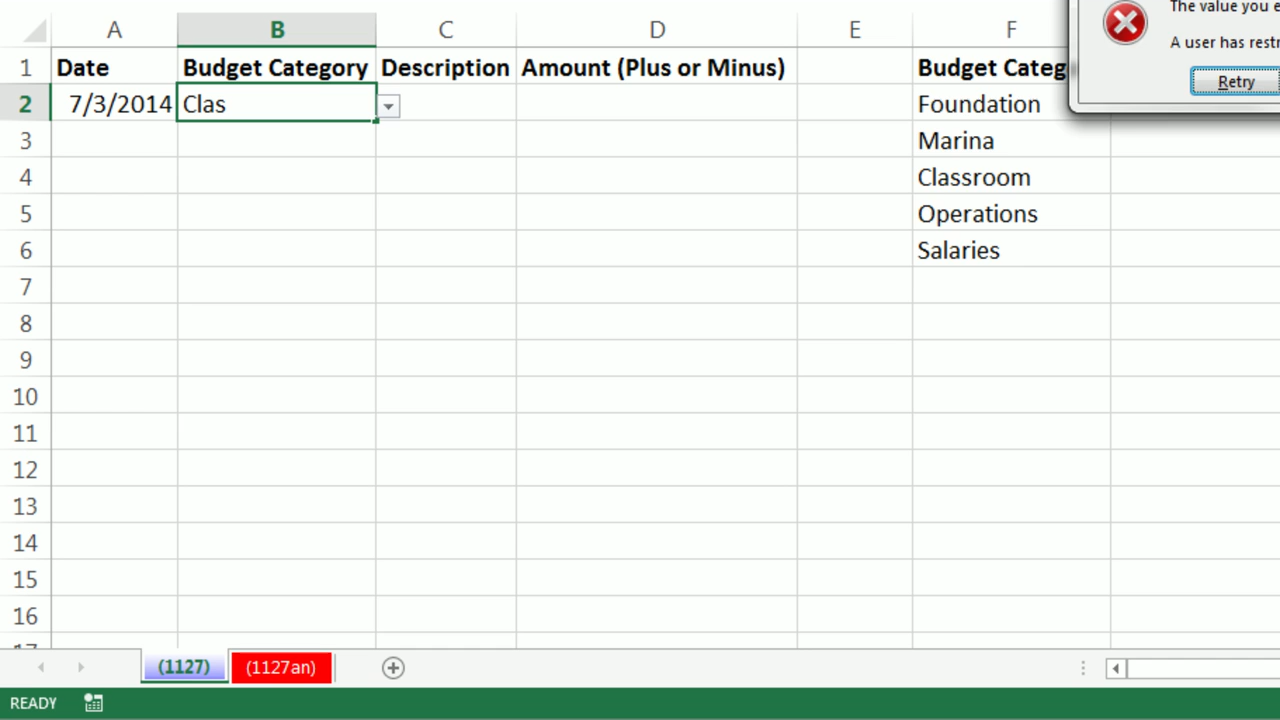 The value you e
A user has restr
Retry
A B C D E F
1 Date Budget Category Description Amount (Plus or Minus) Budget Categ
2 7/3/2014 Clas Foundation
3 Marina
4 Classroom
5 Operations
6 Salaries
7
8
9
10
11
12
13
14
15
16
17
(1127) (1127an)
READY